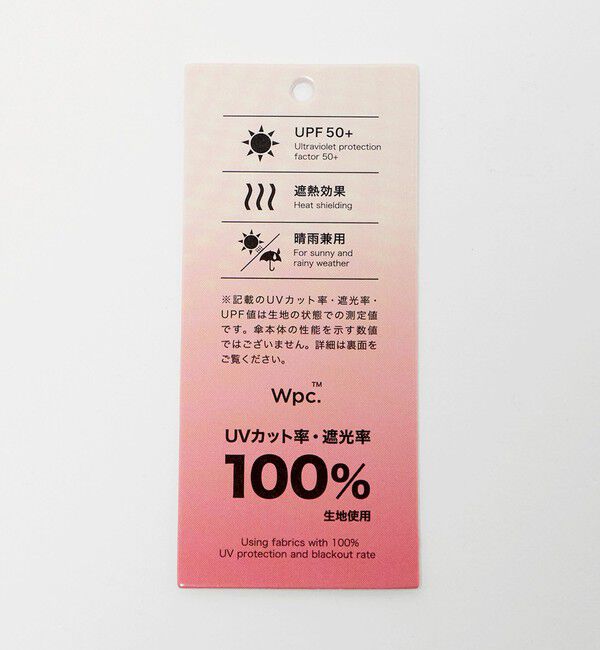 UPF 50+
Ultraviolet protection
factor 50+
遮熱効果
Heat shielding
晴雨兼用
For sunny and
rainy weather
※記載のUVカット率・遮光率・
UPF値は生地の状態での測定値
です。傘本体の性能を示す数値
ではございません。詳細は裏面を
ご覧ください。
Wpc.™
UVカット率・遮光率
100%
生地使用
Using fabrics with 100%
UV protection and blackout rate